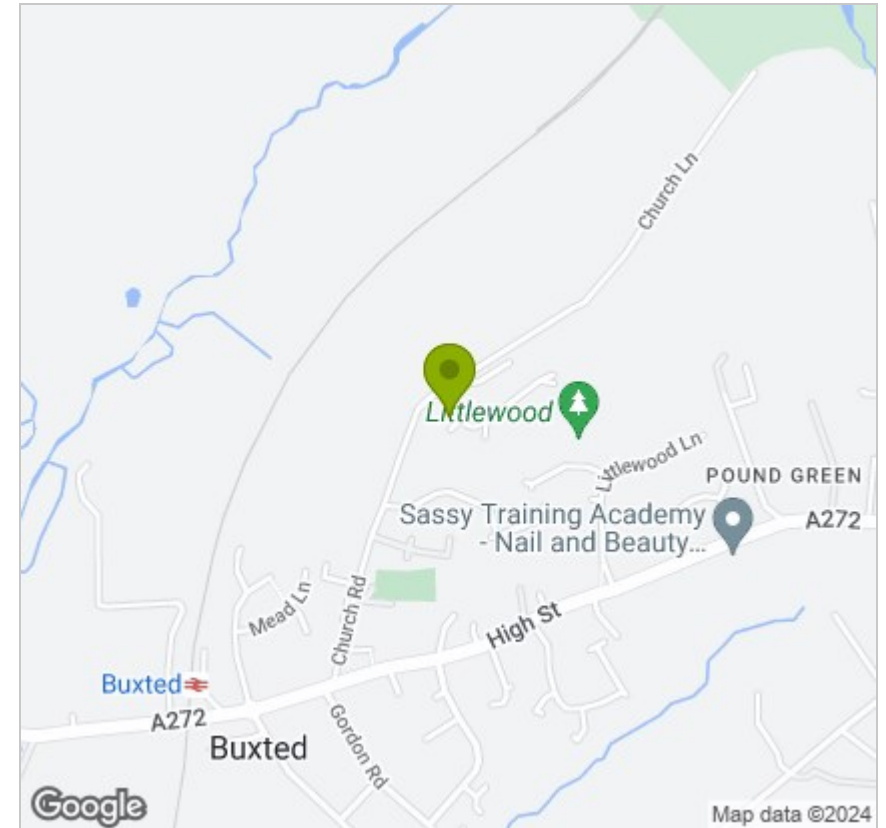 Church Ln
Littlewood
Littlewood Ln
POUND GREEN
Sassy Training Academy
- Nail and Beauty...
A272
Mead Ln
Church Rd
High St
Buxted
A272
Gordon Rd
Buxted
Google
Map data ©2024